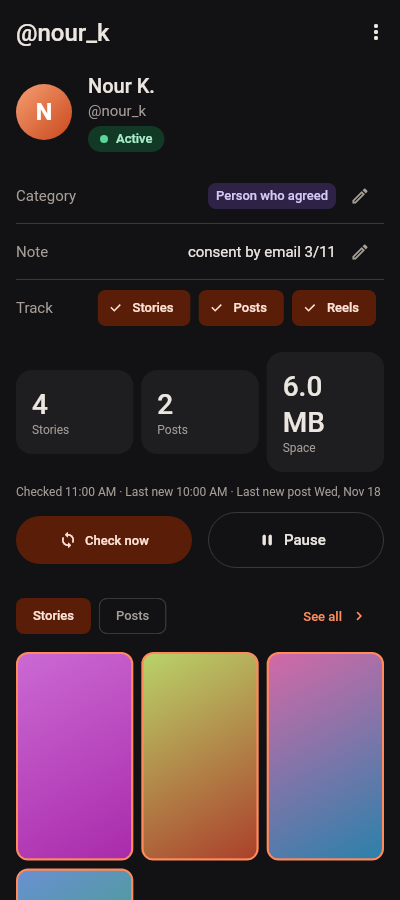 @nour_k
N
Nour K.
@nour_k
Active
Category
Person who agreed
Note
consent by email 3/11
Track
Stories
Posts
Reels
4
Stories
2
Posts
6.0
MB
Space
Checked 11:00 AM · Last new 10:00 AM · Last new post Wed, Nov 18
Check now
Pause
Stories
Posts
See all